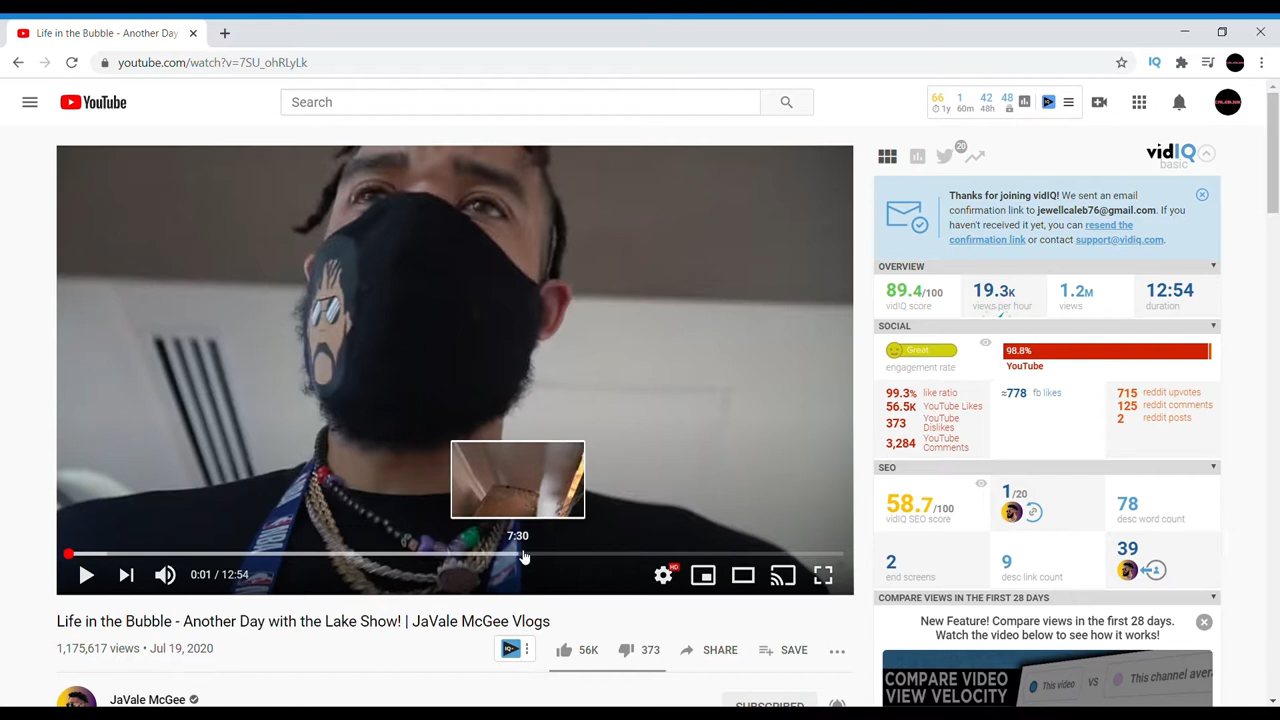 Life in the Bubble - Another Day
youtube.com/watch?v=7SU_ohRLyLk
YouTube
Search
66 1 42 48
1y 60m 48h
20
vidIQ
basic
Thanks for joining vidIQ! We sent an email
confirmation link to jewellcaleb76@gmail.com. If you
haven't received it yet, you can resend the
confirmation link or contact support@vidiq.com.
OVERVIEW
89.4/100
vidIQ score
19.3K
views per hour
1.2M
views
12:54
duration
SOCIAL
Great
engagement rate
98.8%
YouTube
99.3% like ratio
56.5K YouTube Likes
373 YouTube
Dislikes
3,284 YouTube
Comments
≈778 fb likes
715 reddit upvotes
125 reddit comments
2 reddit posts
SEO
58.7/100
vidIQ SEO score
1/20
78
desc word count
2
end screens
9
desc link count
39
COMPARE VIEWS IN THE FIRST 28 DAYS
New Feature! Compare views in the first 28 days.
Watch the video below to see how it works!
COMPARE VIDEO
VIEW VELOCITY
This video
VS
This channel
7:30
0:01 / 12:54
HD
Life in the Bubble - Another Day with the Lake Show! | JaVale McGee Vlogs
1,175,617 views • Jul 19, 2020
IQ
56K
373
SHARE
SAVE
JaVale McGee
SUBSCRIBED